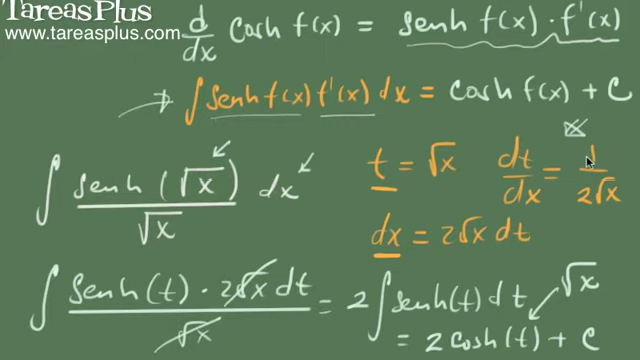 TareasPlus
www.tareasplus.com
d/dx Cosh f(x) = Senh f(x) · f'(x)
→ ∫ Senh f(x) f'(x) dx = cosh f(x) + C
∫ senh (√x) / √x dx
t = √x dt/dx = 1/2√x
dx = 2√x dt
∫ Senh(t) · 2√x dt / √x = 2 ∫ senh(t) dt √x
= 2 cosh(t) + C